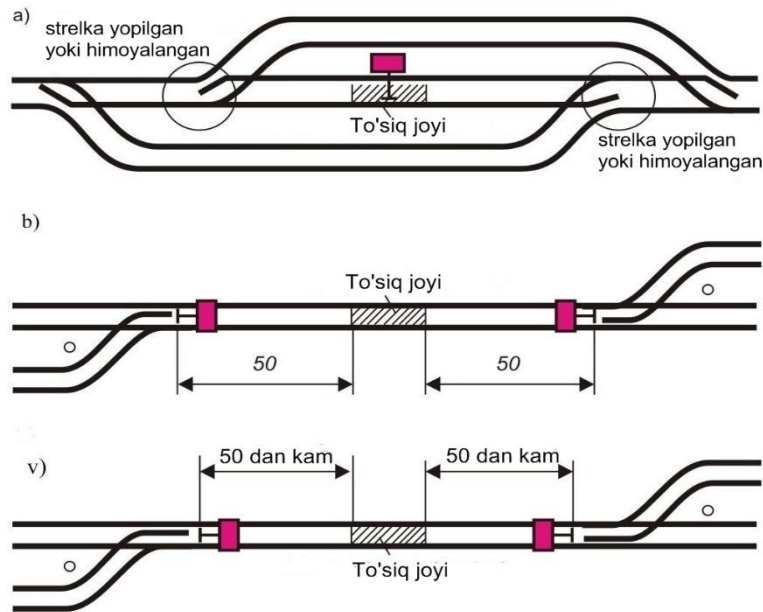 a)
strelka yopilgan
yoki himoyalangan
To'siq joyi
strelka yopilgan
yoki himoyalangan
b)
To'siq joyi
50
50
v)
50 dan kam
50 dan kam
To'siq joyi